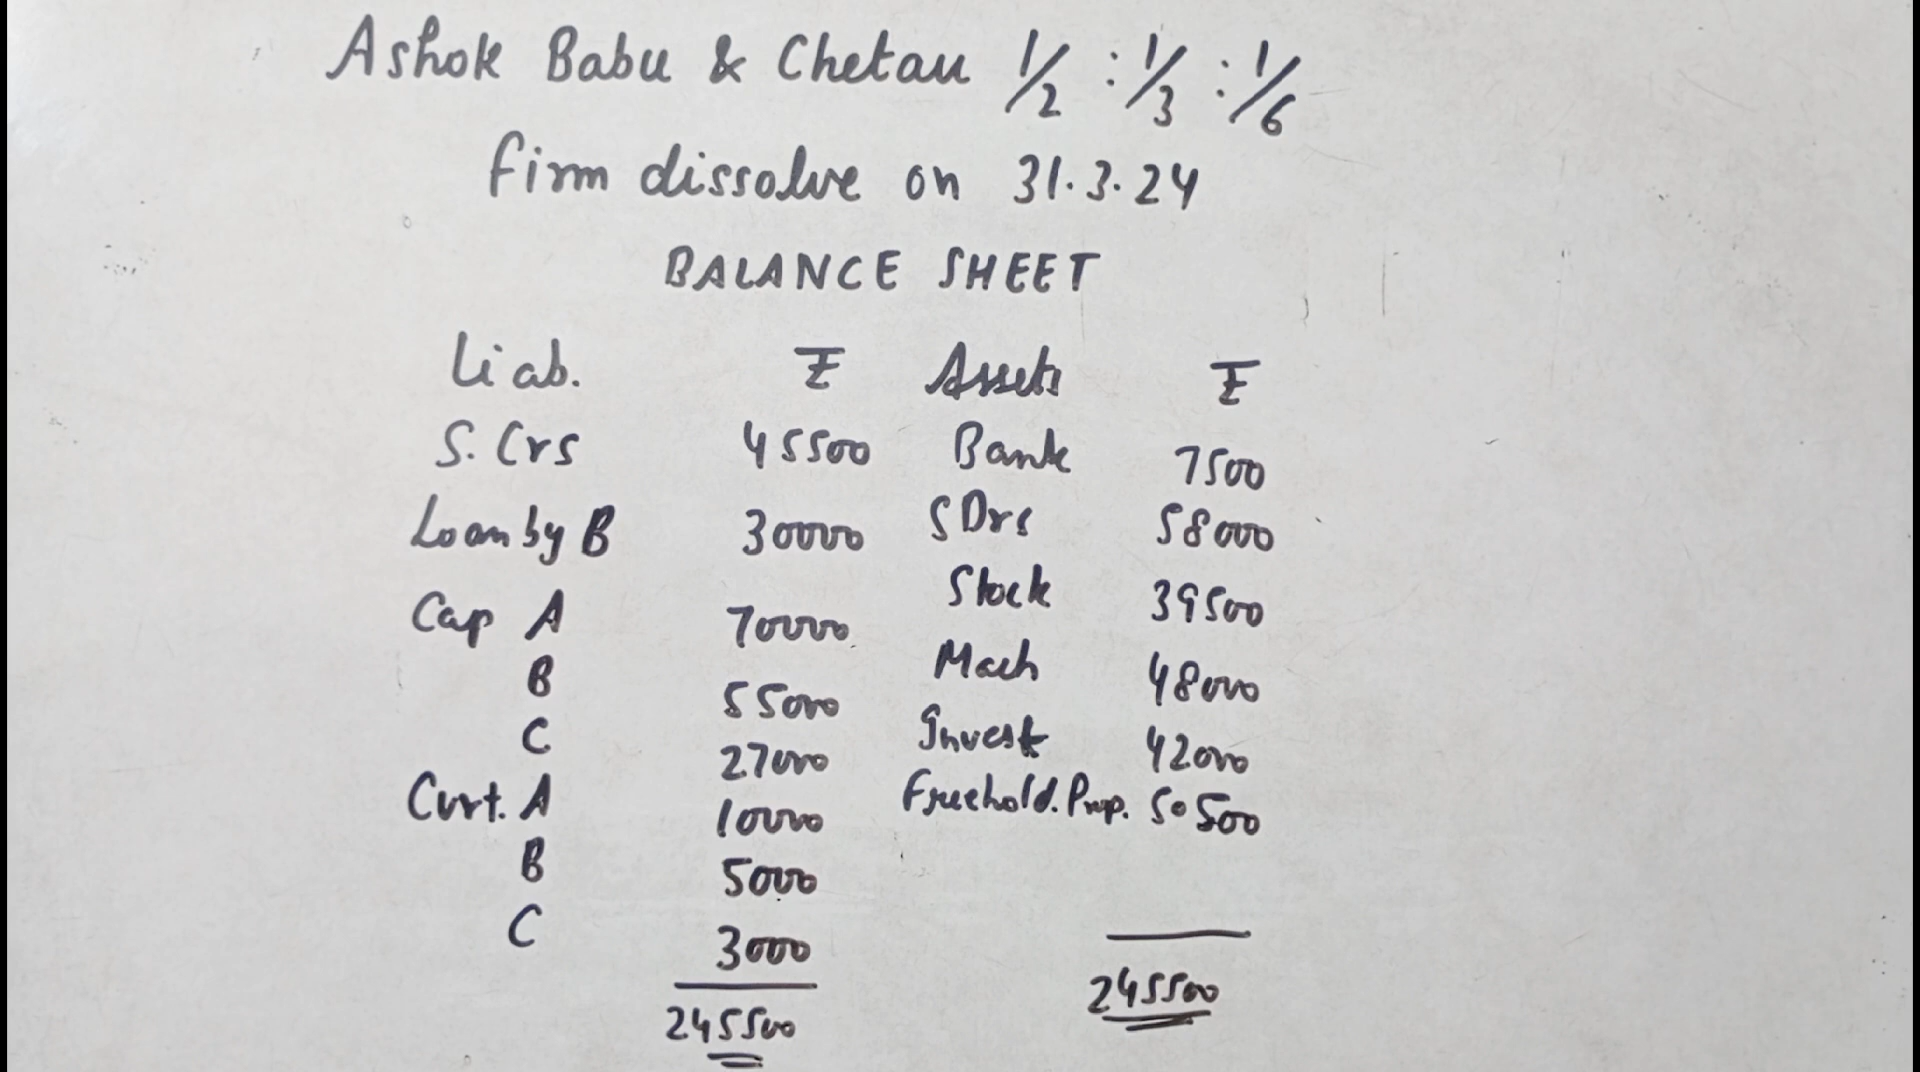 Ashok Babu & Chetan 1/2 : 1/3 : 1/6
firm dissolve on 31.3.24
BALANCE SHEET
Liab. ₹ Assets ₹
S. Crs 45500 Bank 7500
Loan by B 30000 S Drs 58000
Cap A 70000 Stock 39500
B 55000 Mach 48000
C 27000 Invest 42000
Curt. A 10000 Freehold. Prop. 50500
B 5000
C 3000
245500 245500